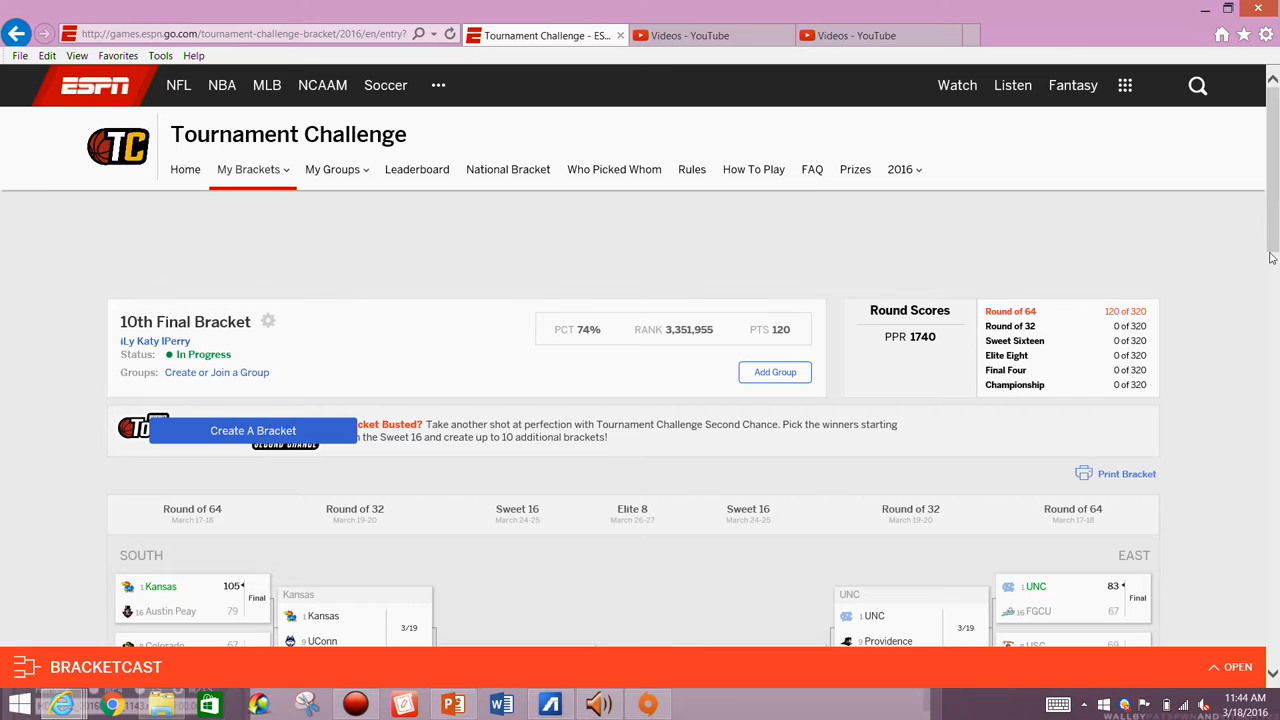 http://games.espn.go.com/tournament-challenge-bracket/2016/en/entry?
Tournament Challenge - ES...
Videos - YouTube
Videos - YouTube
File Edit View Favorites Tools Help
ESPN NFL NBA MLB NCAAM Soccer ••• Watch Listen Fantasy
TC
Tournament Challenge
Home My Brackets My Groups Leaderboard National Bracket Who Picked Whom Rules How To Play FAQ Prizes 2016
10th Final Bracket
iLy Katy lPerry
Status: In Progress
Groups: Create or Join a Group
PCT 74% RANK 3,351,955 PTS 120
Add Group
Round Scores
PPR 1740
Round of 64 120 of 320
Round of 32 0 of 320
Sweet Sixteen 0 of 320
Elite Eight 0 of 320
Final Four 0 of 320
Championship 0 of 320
Create A Bracket
cket Busted? Take another shot at perfection with Tournament Challenge Second Chance. Pick the winners starting
n the Sweet 16 and create up to 10 additional brackets!
Print Bracket
Round of 64 Round of 32 Sweet 16 Elite 8 Sweet 16 Round of 32 Round of 64
March 17-18 March 19-20 March 24-25 March 26-27 March 24-25 March 19-20 March 17-18
SOUTH EAST
1 Kansas 105 Final
16 Austin Peay 79
Colorado 67
Kansas
1 Kansas 3/19
9 UConn
UNC
1 UNC 3/19
9 Providence
1 UNC 83 Final
16 FGCU 67
USC
BRACKETCAST OPEN
11:44 AM
3/18/2016